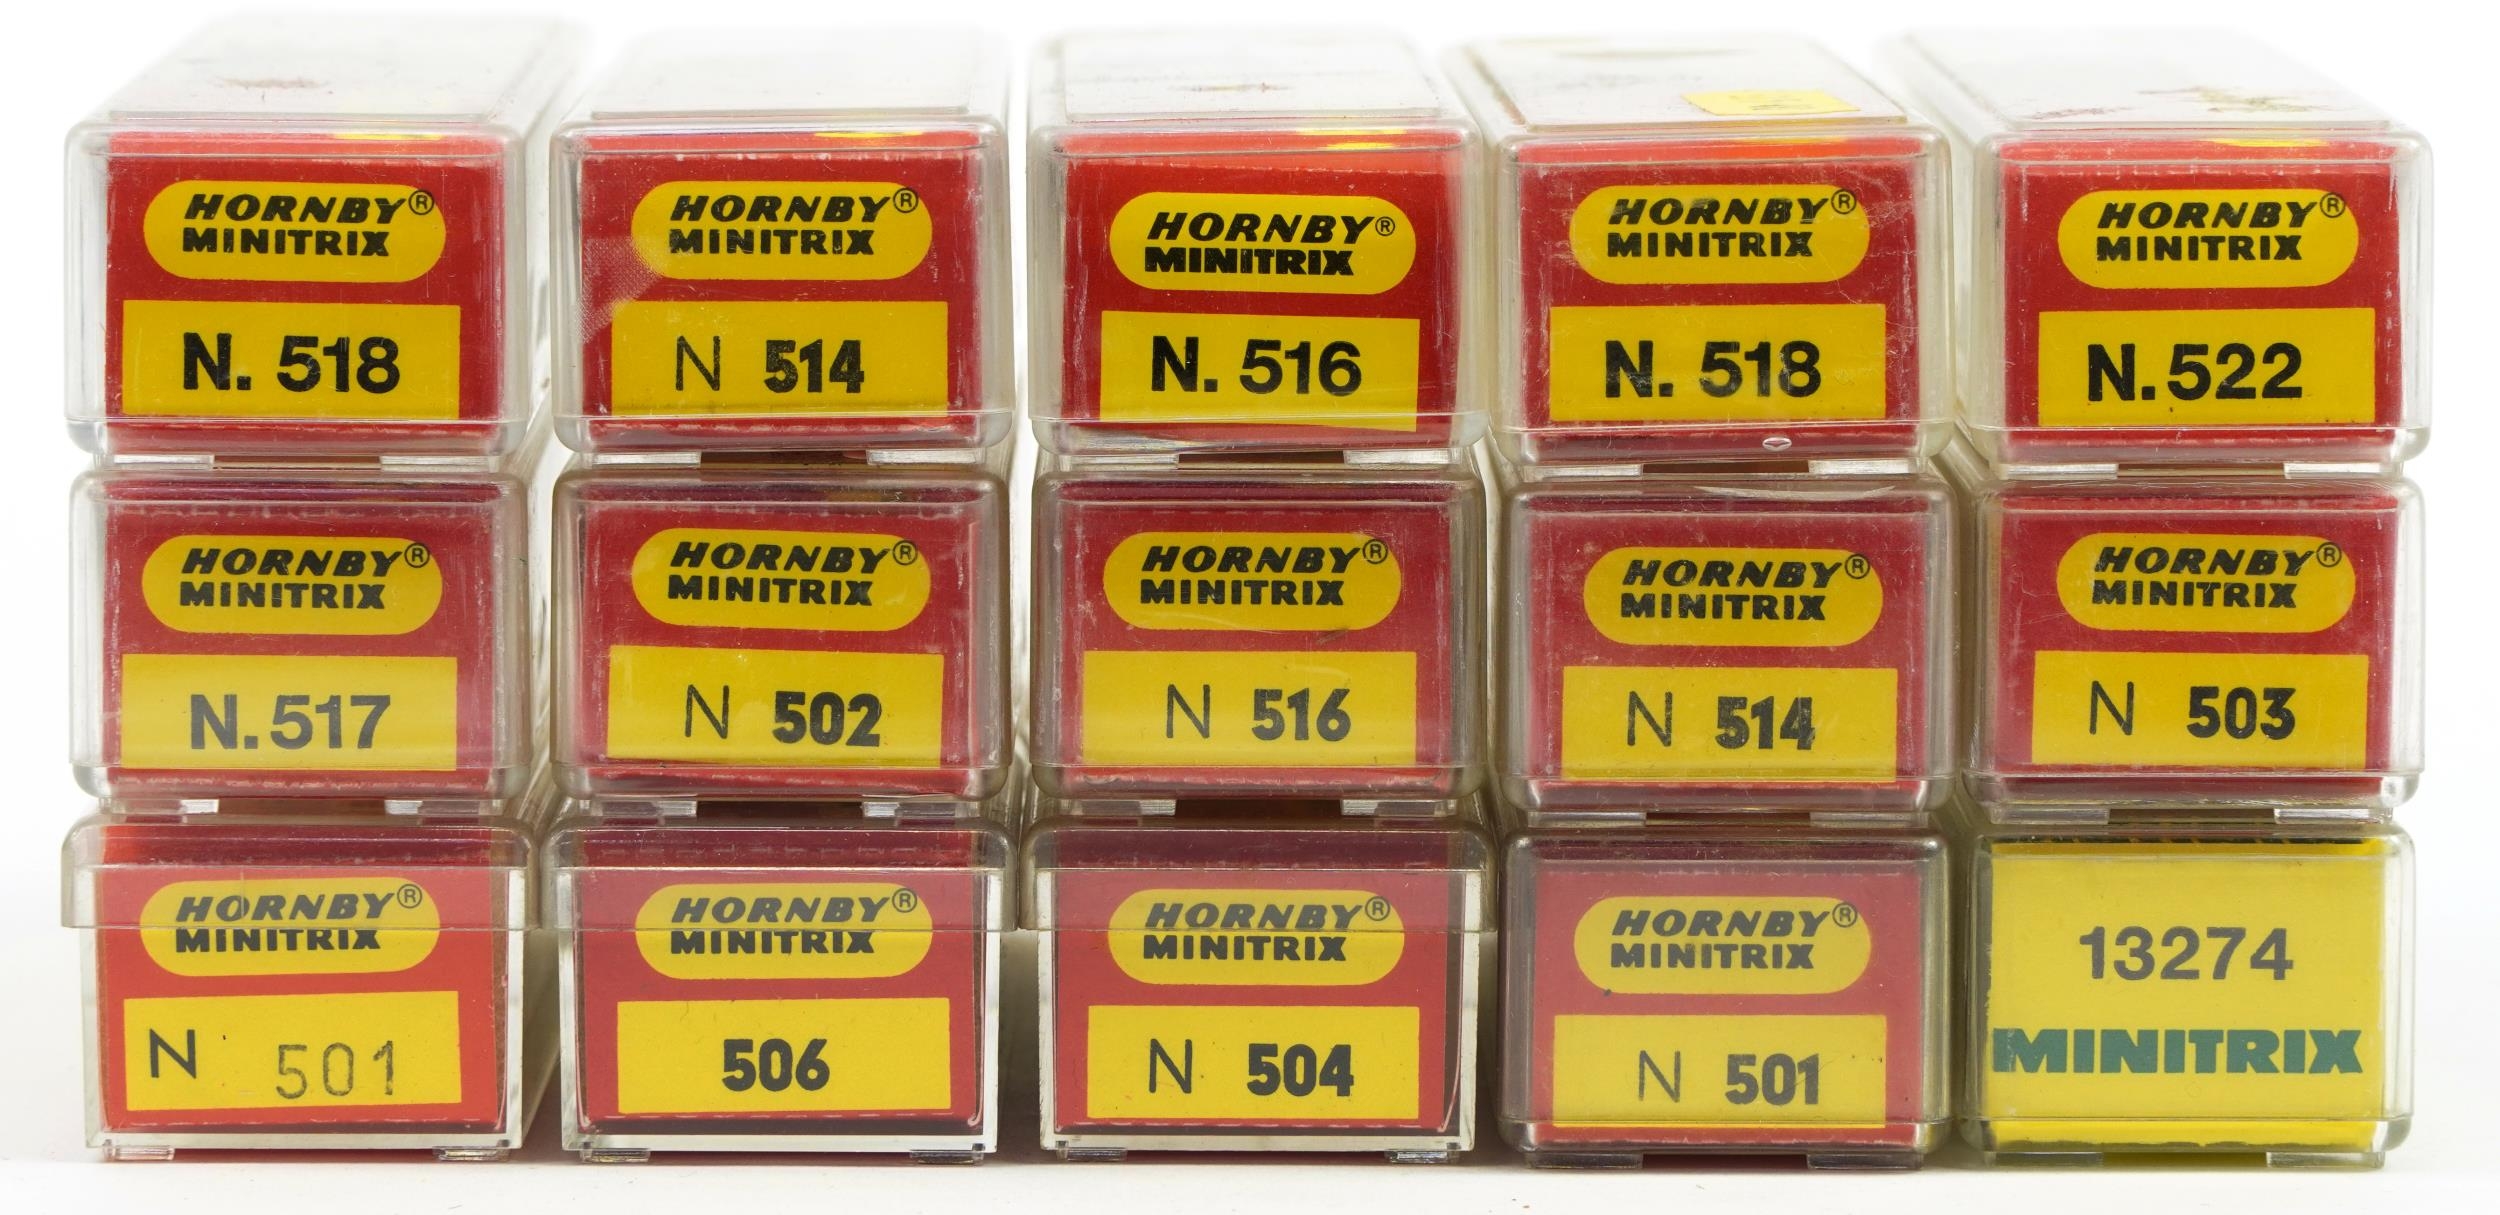 HORNBY®
MINITRIX
N. 518
HORNBY®
MINITRIX
N 514
HORNBY®
MINITRIX
N. 516
HORNBY®
MINITRIX
N. 518
HORNBY®
MINITRIX
N. 522
HORNBY®
MINITRIX
N. 517
HORNBY®
MINITRIX
N 502
HORNBY®
MINITRIX
N 516
HORNBY®
MINITRIX
N 514
HORNBY®
MINITRIX
N 503
HORNBY®
MINITRIX
N 501
HORNBY®
MINITRIX
506
HORNBY®
MINITRIX
N 504
HORNBY®
MINITRIX
N 501
13274
MINITRIX